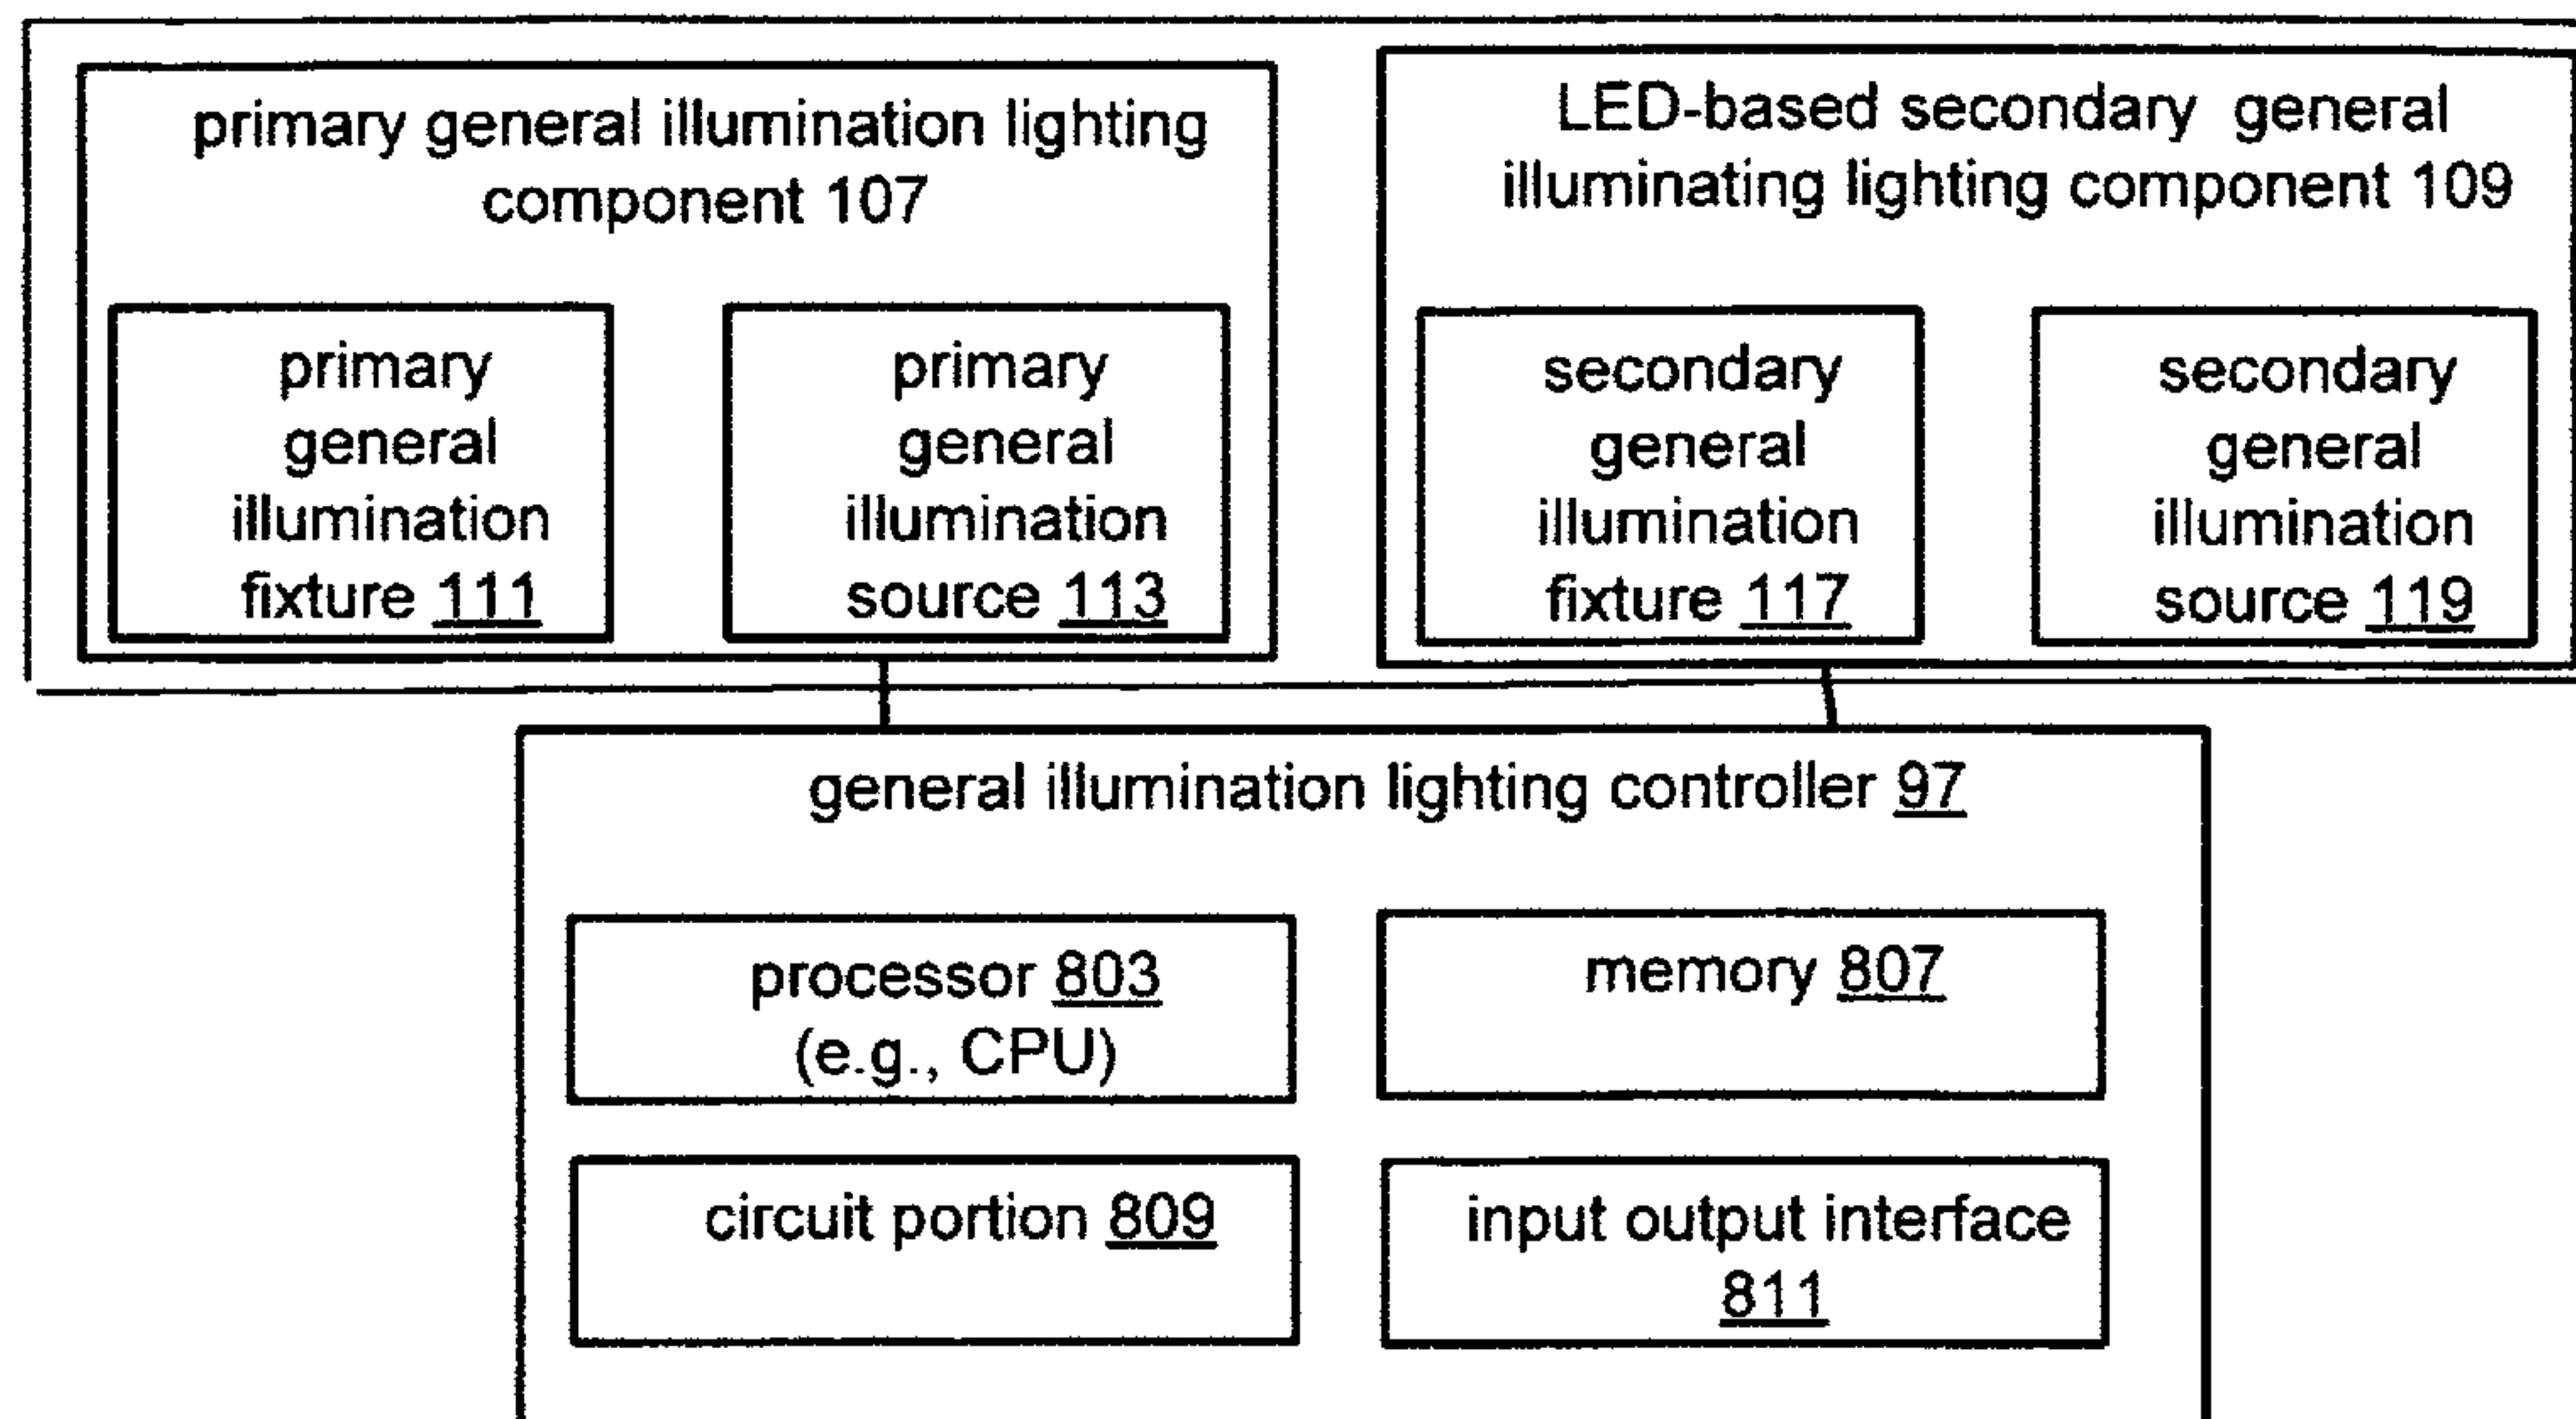 primary general illumination lighting
component 107
LED-based secondary general
illuminating lighting component 109
primary
general
illumination
fixture 111
primary
general
illumination
source 113
secondary
general
illumination
fixture 117
secondary
general
illumination
source 119
general illumination lighting controller 97
processor 803
(e.g., CPU)
memory 807
circuit portion 809
input output interface
811